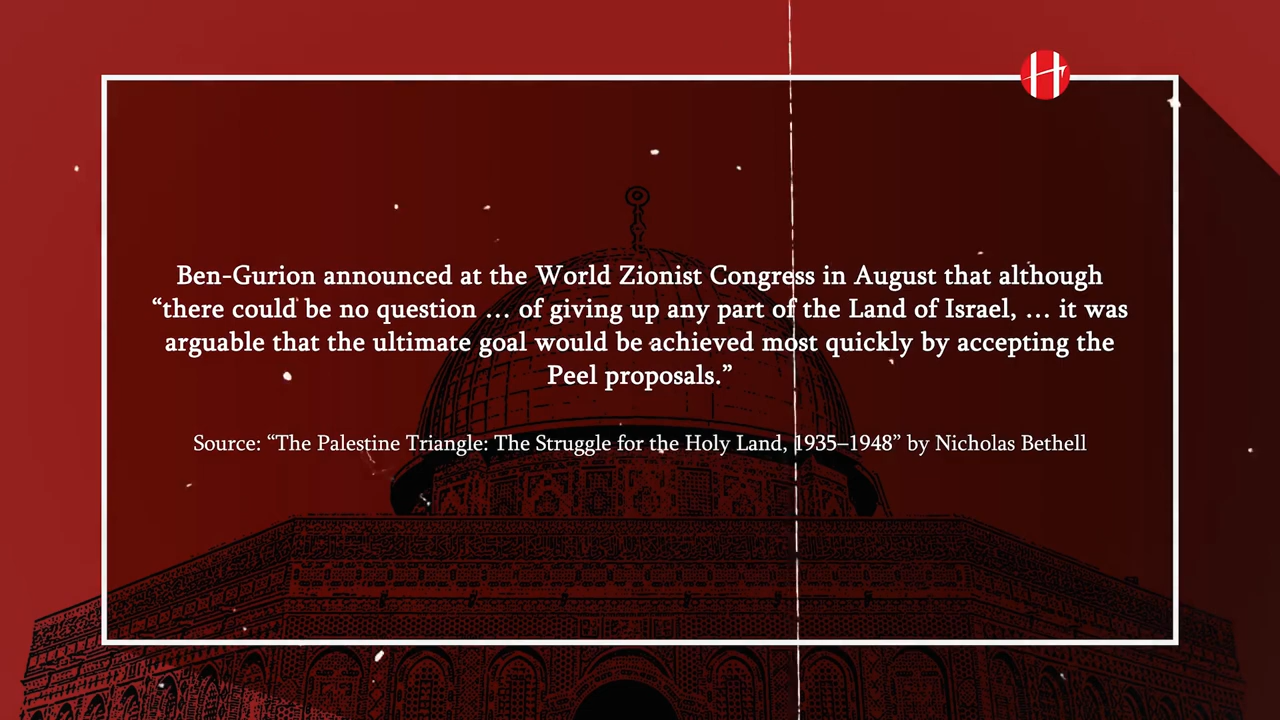 Ben-Gurion announced at the World Zionist Congress in August that although
“there could be no question … of giving up any part of the Land of Israel, … it was
arguable that the ultimate goal would be achieved most quickly by accepting the
Peel proposals.”
Source: “The Palestine Triangle: The Struggle for the Holy Land, 1935–1948” by Nicholas Bethell